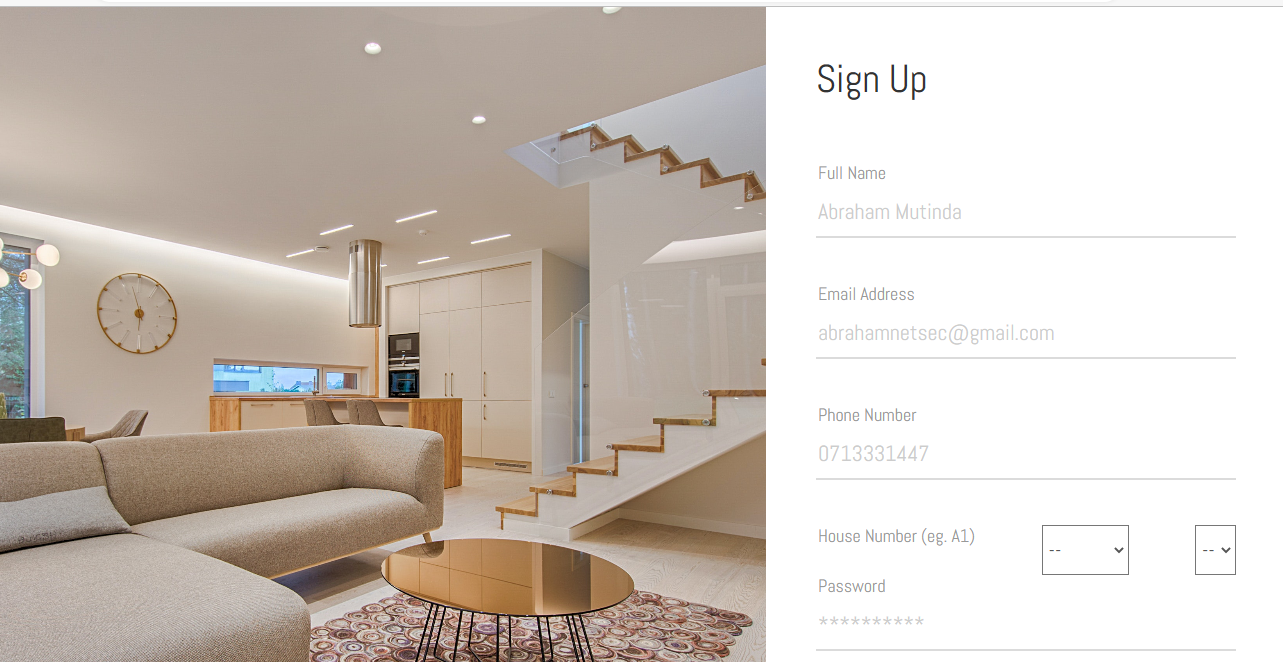 Sign Up
Full Name
Abraham Mutinda
Email Address
abrahamnetsec@gmail.com
Phone Number
0713331447
House Number (eg. A1)
--
--
Password
**********